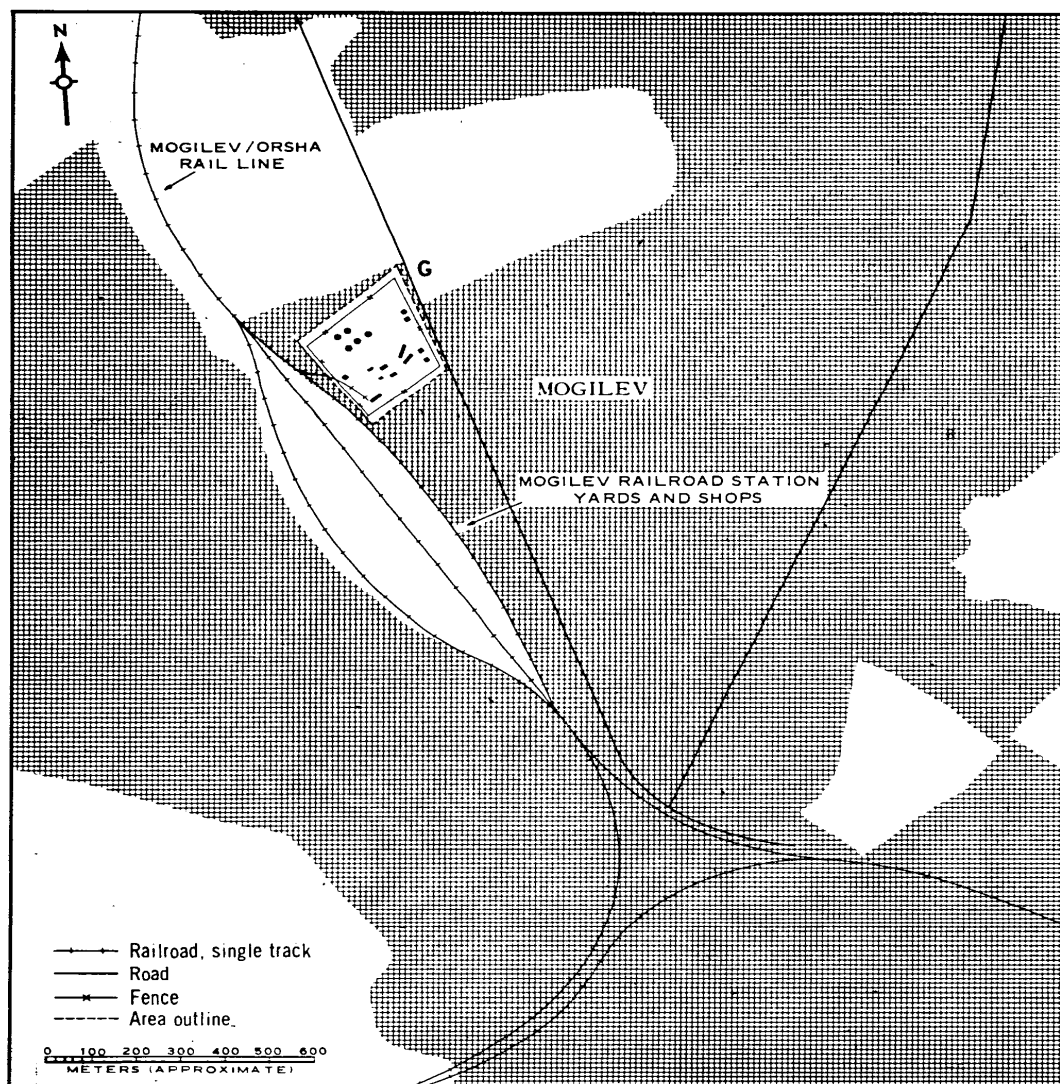 N
MOGILEV/ORSHA
RAIL LINE
G
MOGILEV
MOGILEV RAILROAD STATION
YARDS AND SHOPS
Railroad, single track
Road
Fence
Area outline
0 100 200 300 400 500 600
METERS (APPROXIMATE)